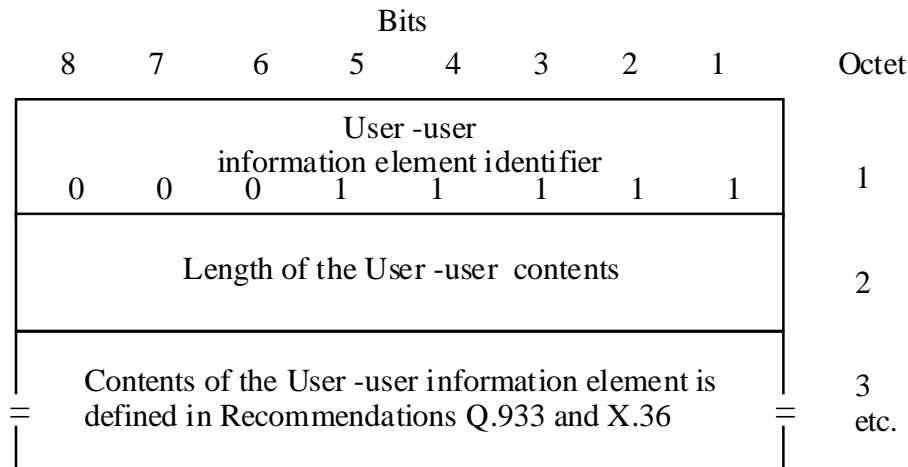 Bits
8 7 6 5 4 3 2 1 Octet
User -user
information element identifier
1
0 0 0 1 1 1 1 1
Length of the User -user contents
2
Contents of the User -user information element is
3
= defined in Recommendations Q.933 and X.36 =
etc.